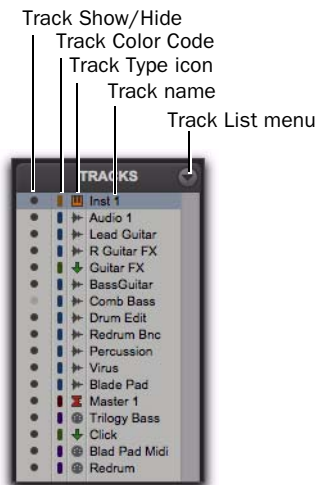 Track Show/Hide
Track Color Code
Track Type icon
Track name
Track List menu
TRACKS
Inst 1
Audio 1
Lead Guitar
R Guitar FX
Guitar FX
BassGuitar
Comb Bass
Drum Edit
Redrum Bnc
Percussion
Virus
Blade Pad
Master 1
Trilogy Bass
Click
Blad Pad Midi
Redrum